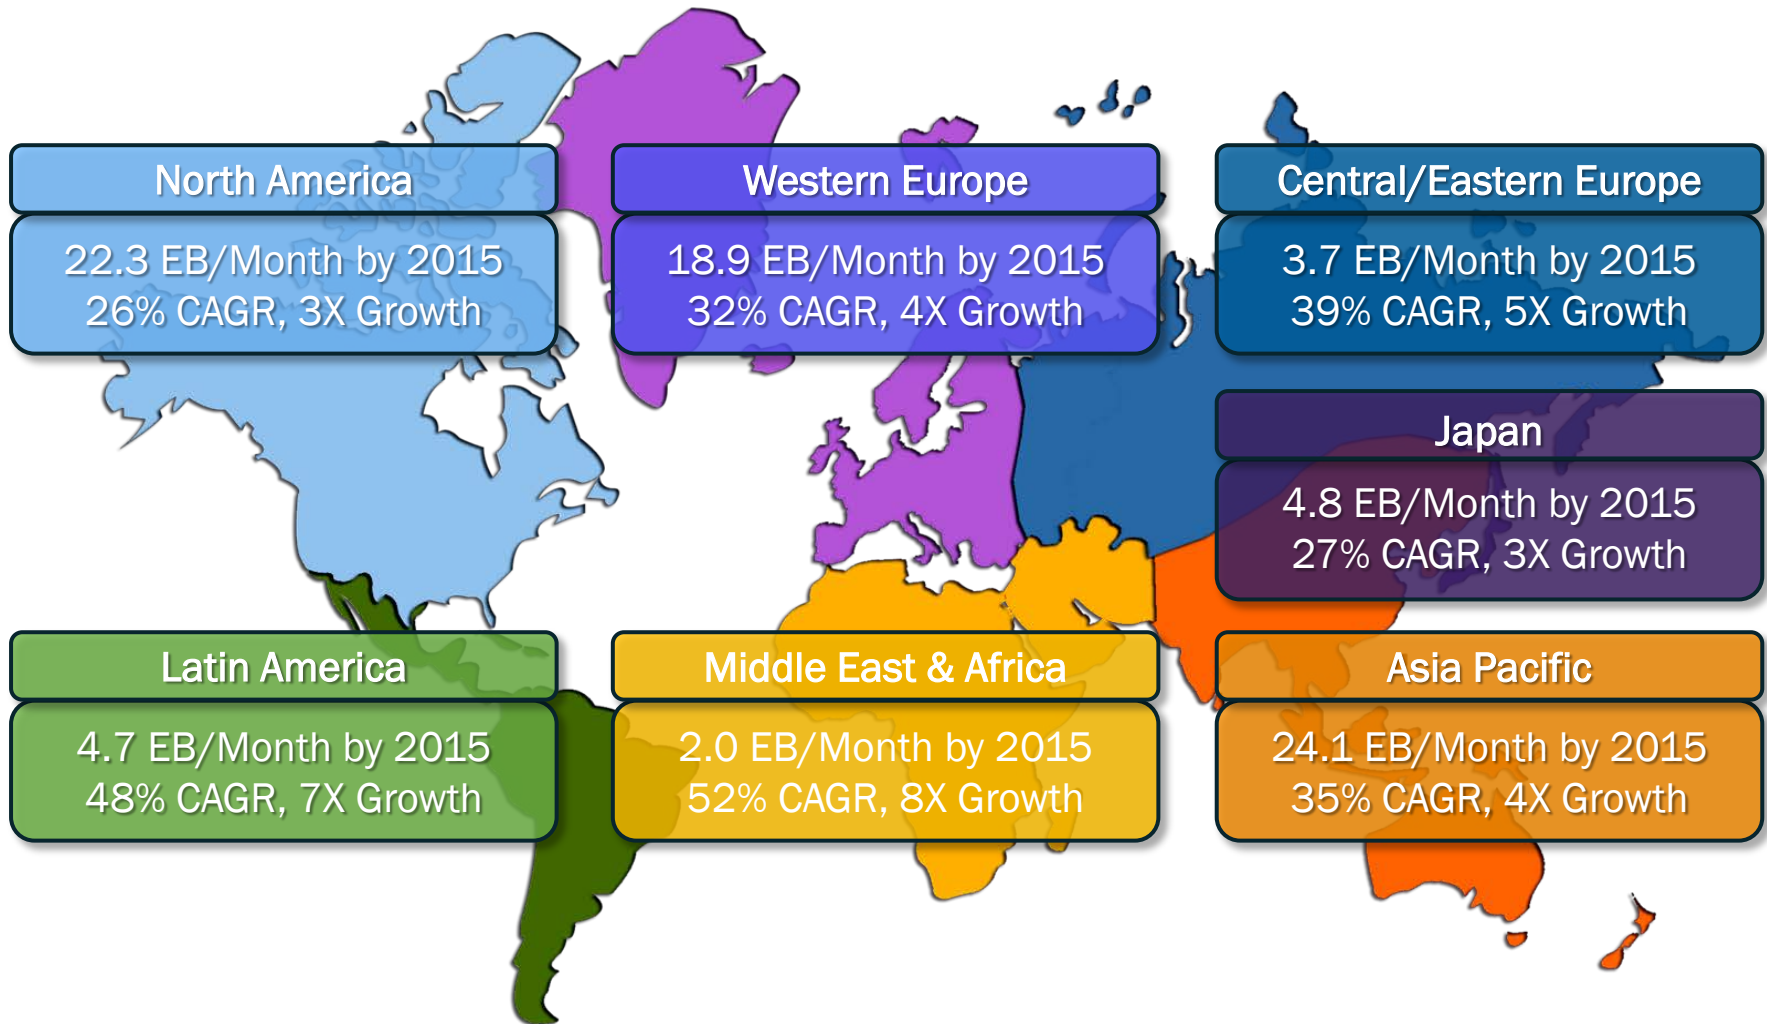 North America
22.3 EB/Month by 2015
26% CAGR, 3X Growth
Western Europe
18.9 EB/Month by 2015
32% CAGR, 4X Growth
Central/Eastern Europe
3.7 EB/Month by 2015
39% CAGR, 5X Growth
Japan
4.8 EB/Month by 2015
27% CAGR, 3X Growth
Latin America
4.7 EB/Month by 2015
48% CAGR, 7X Growth
Middle East & Africa
2.0 EB/Month by 2015
52% CAGR, 8X Growth
Asia Pacific
24.1 EB/Month by 2015
35% CAGR, 4X Growth